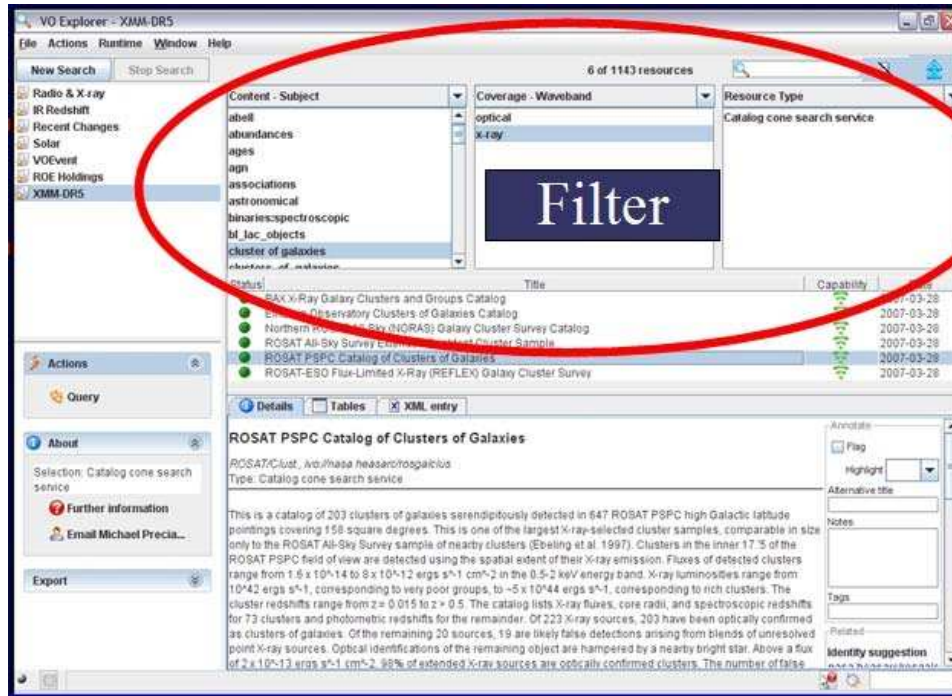 VO Explorer - XMM-DR5
File Actions Runtime Window Help
New Search Stop Search
6 of 1143 resources
Radio & X-ray
IR Redshift
Recent Changes
Solar
VOEvent
ROE Holdings
XMM-DR5
Content - Subject
abell
abundances
ages
agn
associations
astronomical
binaries:spectroscopic
bl_lac_objects
cluster of galaxies
clusters_of_galaxies
Coverage - Waveband
optical
x-ray
Resource Type
Catalog cone search service
Filter
Status Title Capability Date
RAX X-Ray Galaxy Clusters and Groups Catalog 2007-03-28
Observatory Clusters of Galaxies Catalog 2007-03-28
Northern ROSAT All-Sky (NORAS) Galaxy Cluster Survey Catalog 2007-03-28
ROSAT All-Sky Survey Cluster Sample 2007-03-28
ROSAT PSPC Catalog of Clusters of Galaxies 2007-03-28
ROSAT-ESO Flux-Limited X-Ray (REFLEX) Galaxy Cluster Survey 2007-03-28
Actions
Query
About
Selection: Catalog cone search
service
Further information
Email Michael Precia...
Export
Details Tables XML entry
ROSAT PSPC Catalog of Clusters of Galaxies
ROSAT/Clust, ivo://nasa.heasarc/rosgalclus
Type: Catalog cone search service
This is a catalog of 203 clusters of galaxies serendipitously detected in 647 ROSAT PSPC high Galactic latitude
pointings covering 158 square degrees. This is one of the largest X-ray-selected cluster samples, comparable in size
only to the ROSAT All-Sky Survey sample of nearby clusters (Ebeling et al. 1997). Clusters in the inner 17.'5 of the
ROSAT PSPC field of view are detected using the spatial extent of their X-ray emission. Fluxes of detected clusters
range from 1.6 x 10^-14 to 8 x 10^-12 ergs s^-1 cm^-2 in the 0.5-2 keV energy band. X-ray luminosities range from
10^42 ergs s^-1, corresponding to very poor groups, to ~5 x 10^44 ergs s^-1, corresponding to rich clusters. The
cluster redshifts range from z = 0.015 to z > 0.5. The catalog lists X-ray fluxes, core radii, and spectroscopic redshifts
for 73 clusters and photometric redshifts for the remainder. Of 223 X-ray sources, 203 have been optically confirmed
as clusters of galaxies. Of the remaining 20 sources, 19 are likely false detections arising from blends of unresolved
point X-ray sources. Optical identifications of the remaining object are hampered by a nearby bright star. Above a flux
of 2 x 10^-13 ergs s^-1 cm^-2, 98% of extended X-ray sources are optically confirmed clusters. The number of false
Annotate
Flag
Highlight
Alternative title
Notes
Tags
Related
Identity suggestion